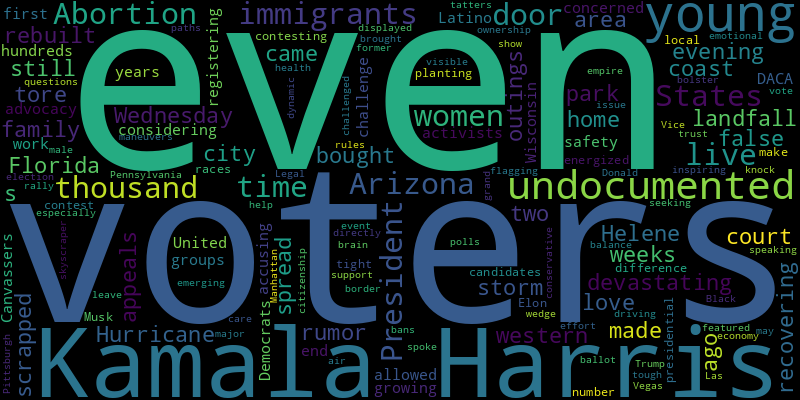 first
Abortion
immigrants
door
Latino
tatters
ownership
concerned
area
young
rebuilt
paths
contesting
displayed
brought
former
emotional
local
hundreds
registering
came
evening
questions
still
even
visible
show
empire
coast
DACA
years
health
planting
bolster
dynamic
challenged
challenge
outings
park
issue
States
vote
tore
Wednesday
women
Wisconsin
home
landfall
advocacy
considering
activists
safety
Vice
trust
false
family
maneuvers
rules
energized
make
work
male
city
bought
live
Florida
races
Legal
flagging
Donald
inspiring
knock
election
Pennsylvania
s
rally
thousand
time
Arizona
grand
undocumented
seeking
especially
contest
help
two
voters
event
directly
Helene
court
Canvassers
skyscraper
appeals
United
groups
accusing
spread
citizenship
brain
polls
conservative
balance
weeks
difference
speaking
President
tight
support
border
candidates
storm
devastating
recovering
leave
emerging
Manhattan
Elon
love
Black
Musk
care
wedge
driving
scrapped
Hurricane
major
rumor
bans
western
effort
made
presidential
ago
featured
economy
may
Democrats
end
spoke
ballot
Trump
tough
Las
Vegas
Pittsburgh
air
allowed
growing
number
Kamala Harris